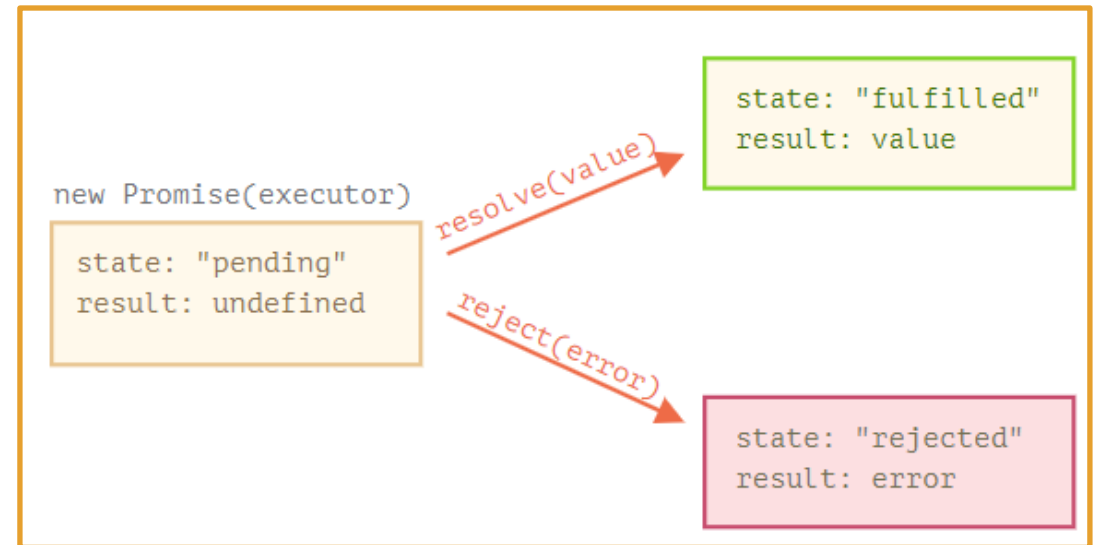 new Promise(executor)
state: "pending"
result: undefined
resolve(value)
reject(error)
state: "fulfilled"
result: value
state: "rejected"
result: error